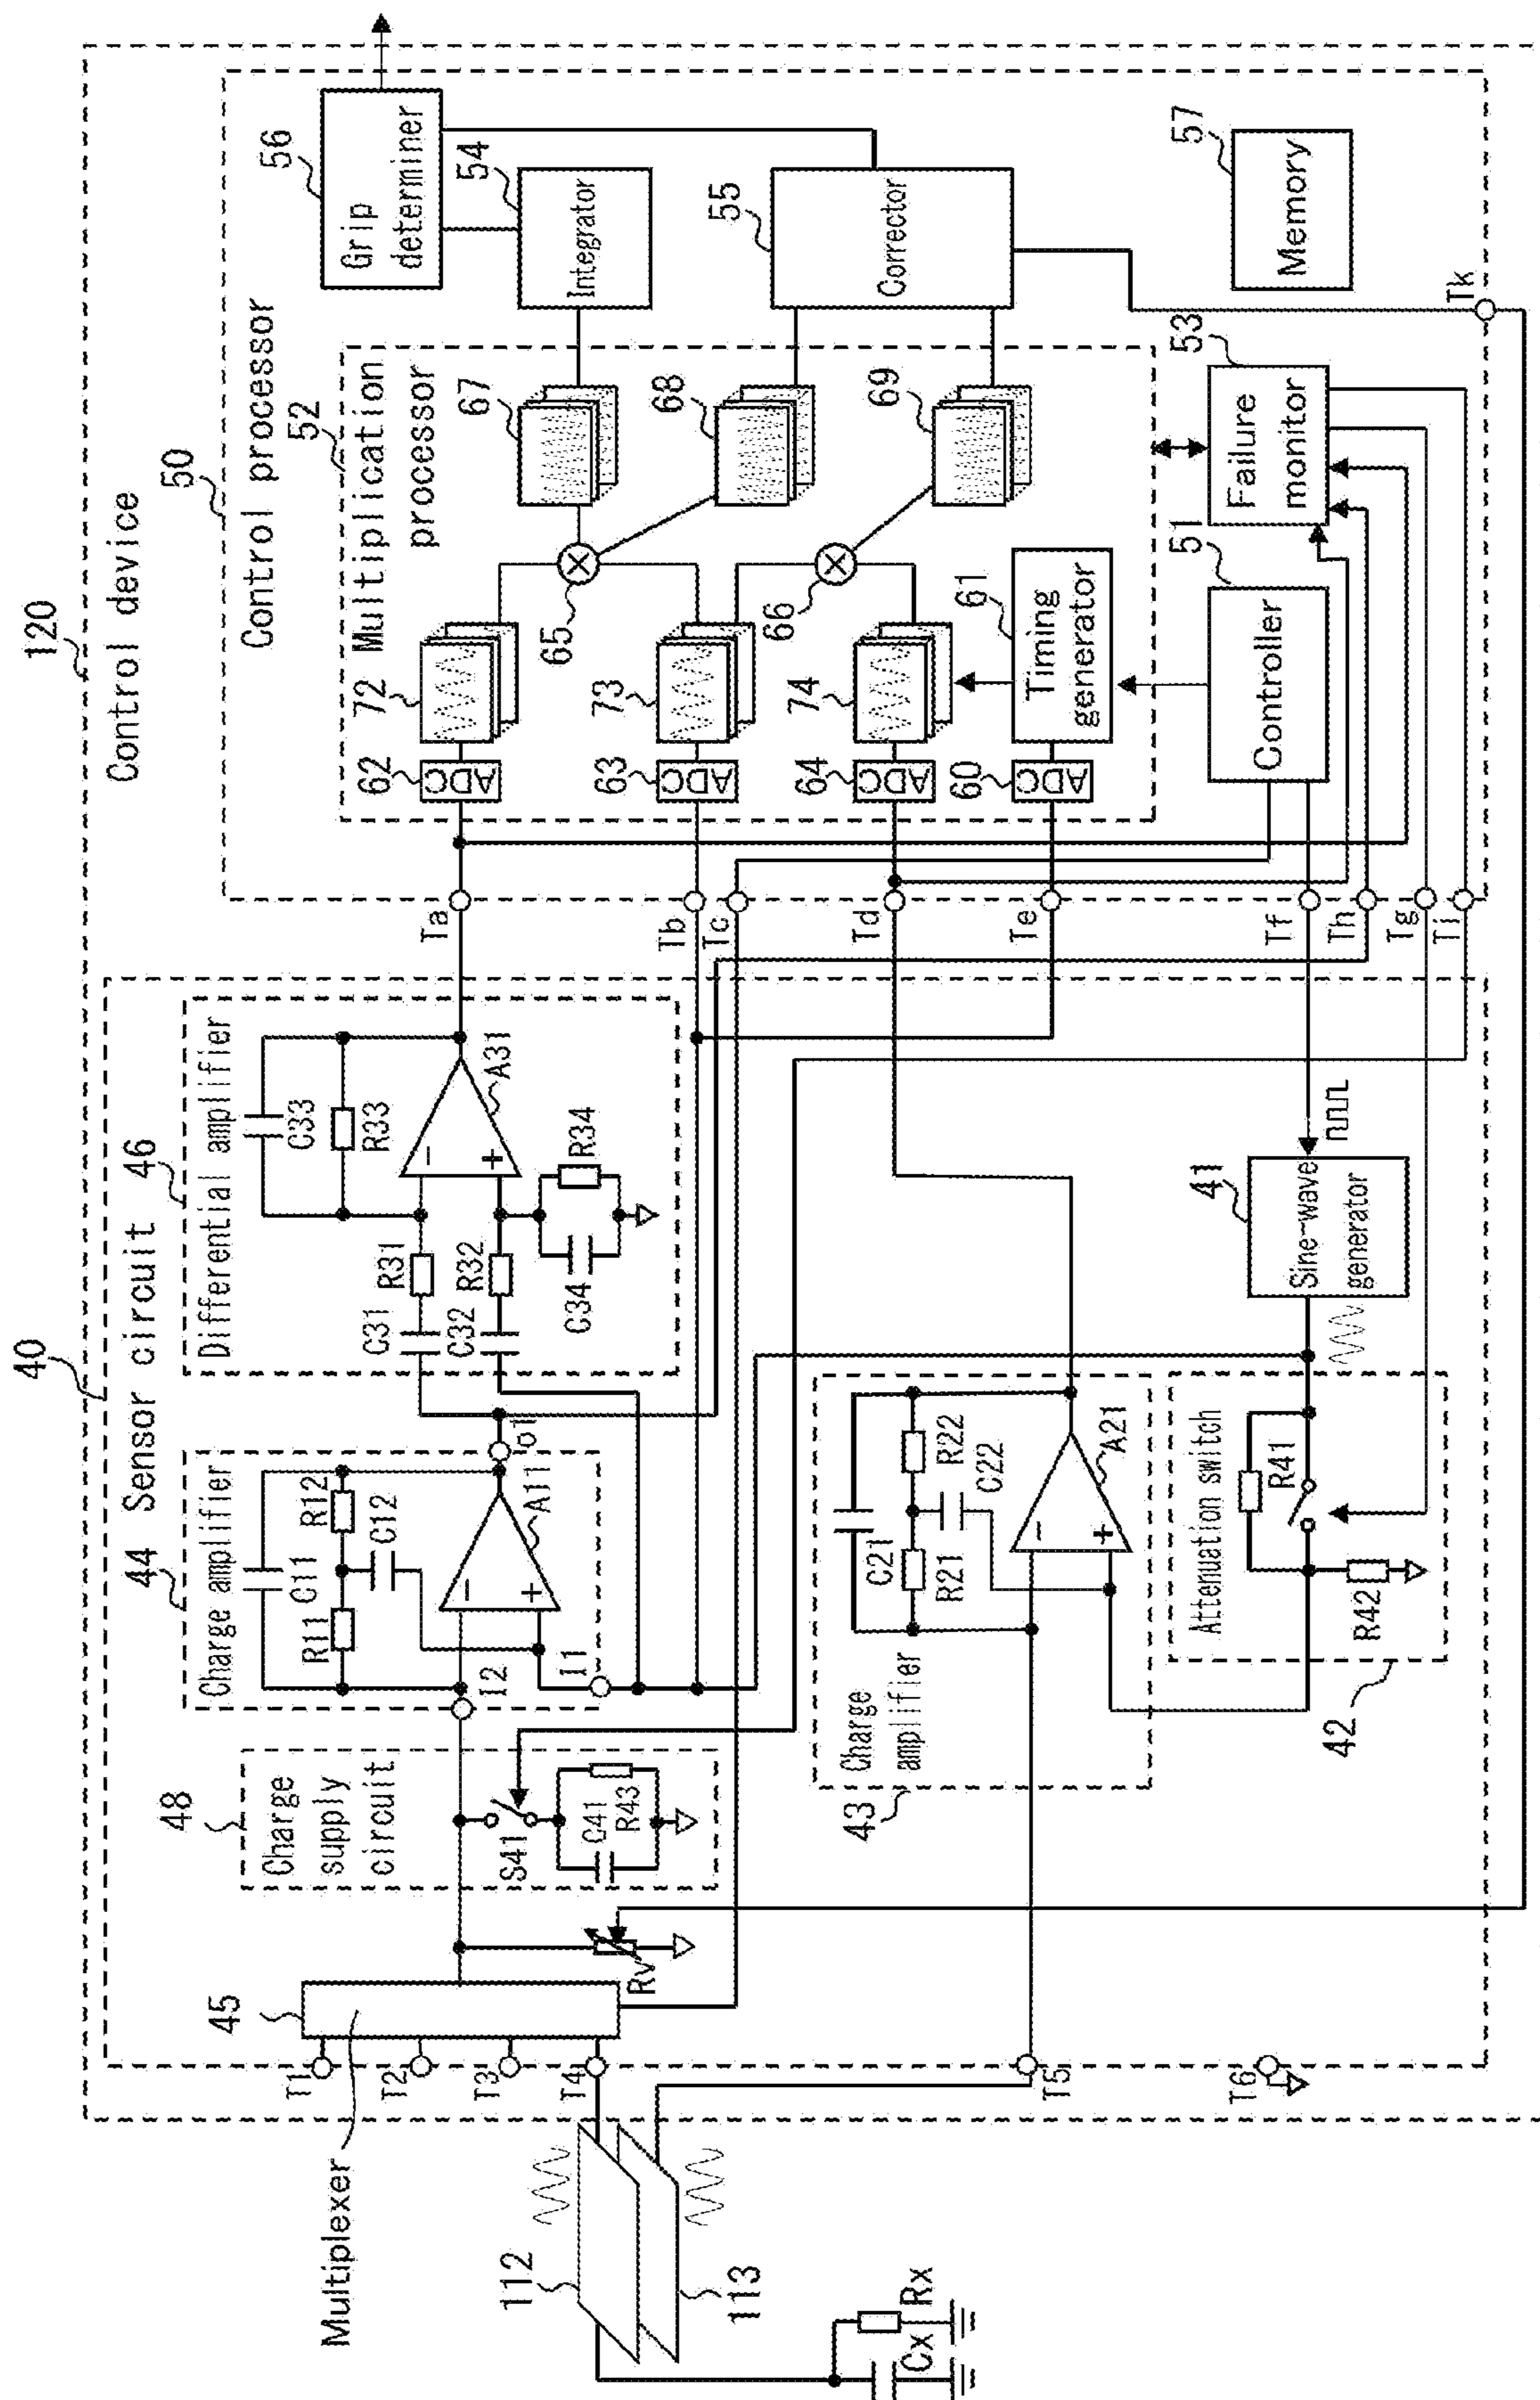 120
Control device
40
Sensor circuit
50
Control processor
44
Charge amplifier
C11
R11
R12
C12
A11
I2
I1
o1
46
Differential amplifier
C33
R33
C31
R31
C32
R32
A31
C34
R34
48
Charge
supply
circuit
S41
C41
R43
45
Rv
T1
T2
T3
T4
T5
T6
Multiplexer
112
113
Cx
Rx
43
Charge
amplifier
C21
R21
R22
C22
A21
42
Attenuation switch
R41
R42
41
Sine-wave
generator
Ta
Tb
Tc
Td
Te
Tf
Th
Tg
Ti
Tk
52
Multiplication
processor
62
ADC
72
63
ADC
73
64
ADC
74
60
ADC
61
Timing
generator
65
66
67
68
69
51
Controller
53
Failure
monitor
54
Integrator
55
Corrector
56
Grip
determiner
57
Memory